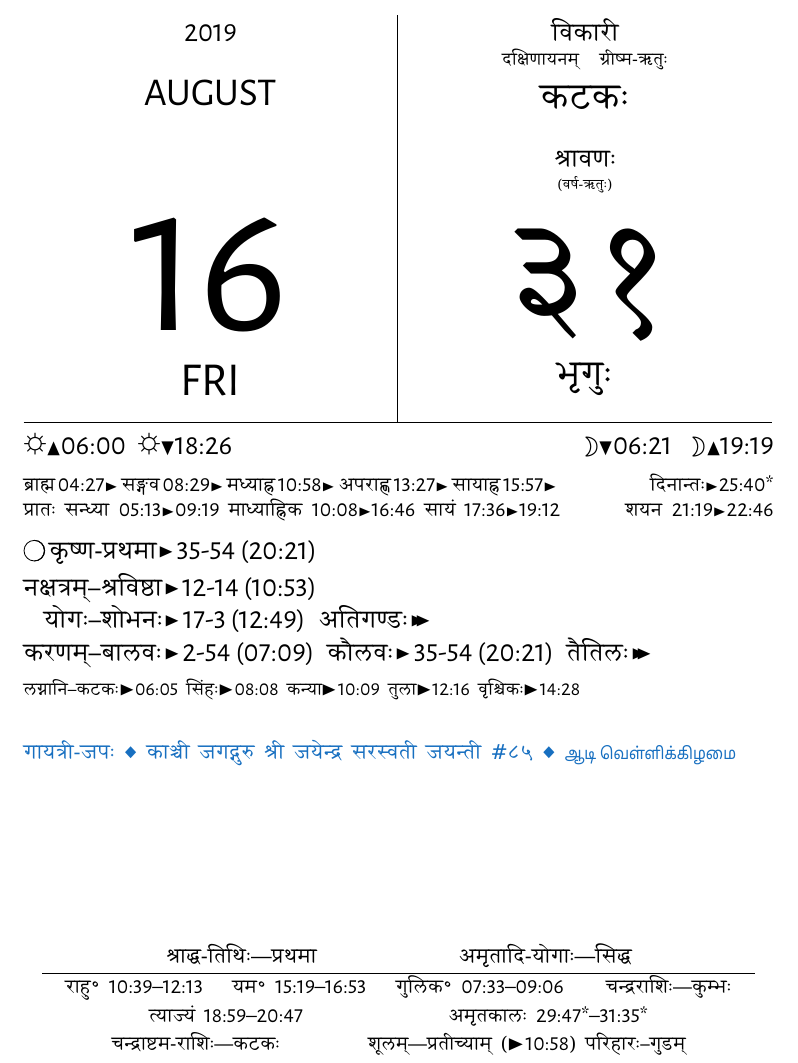 2019
AUGUST
16
FRI
विकारी
दक्षिणायनम् ग्रीष्म-ऋतुः
कटकः
श्रावणः
(वर्ष-ऋतुः)
३१
भृगुः
☼▲06:00 ☼▼18:26 ☽▼06:21 ☽▲19:19
ब्राह्म 04:27► सङ्गव 08:29► मध्याह्न 10:58► अपराह्ण 13:27► सायाह्न 15:57► दिनान्तः►25:40*
प्रातः सन्ध्या 05:13►09:19 माध्याह्निक 10:08►16:46 सायं 17:36►19:12 शयन 21:19►22:46
◯कृष्ण-प्रथमा►35-54 (20:21)
नक्षत्रम्–श्रविष्ठा►12-14 (10:53)
योगः–शोभनः►17-3 (12:49) अतिगण्डः►►
करणम्–बालवः►2-54 (07:09) कौलवः►35-54 (20:21) तैतिलः►►
लग्नानि–कटकः►06:05 सिंहः►08:08 कन्या►10:09 तुला►12:16 वृश्चिकः►14:28
गायत्री-जपः ◆ काञ्ची जगद्गुरु श्री जयेन्द्र सरस्वती जयन्ती #८५ ◆ ஆடி வெள்ளிக்கிழமை
श्राद्ध-तिथिः—प्रथमा अमृतादि-योगाः—सिद्ध
राहु॰ 10:39–12:13 यम॰ 15:19–16:53 गुलिक॰ 07:33–09:06 चन्द्रराशिः—कुम्भः
त्याज्यं 18:59–20:47 अमृतकालः 29:47*–31:35*
चन्द्राष्टम-राशिः—कटकः शूलम्—प्रतीच्याम् (►10:58) परिहारः–गुडम्